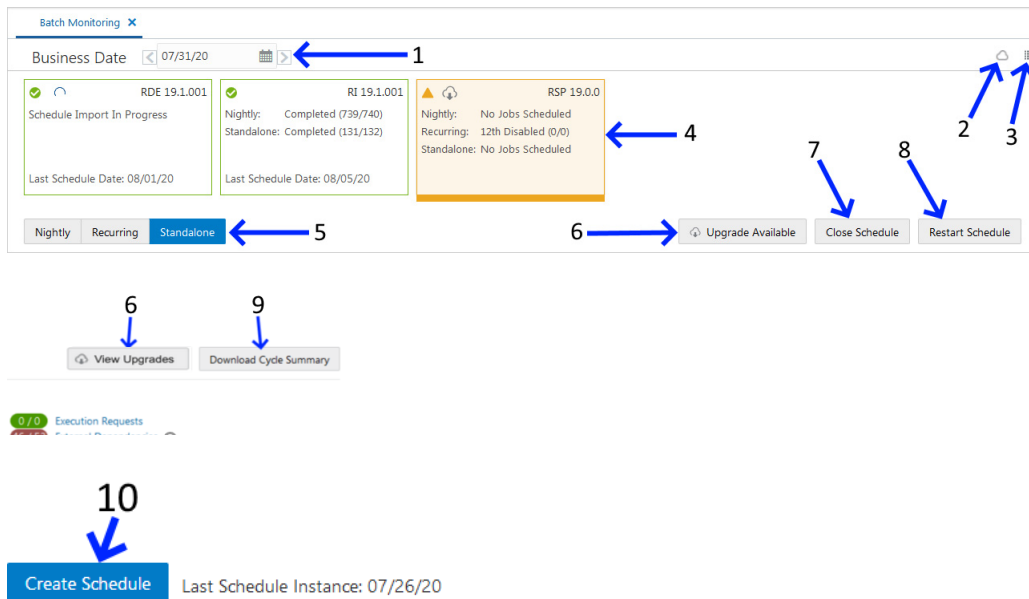 Batch Monitoring
Business Date 07/31/20 1
RDE 19.1.001
Schedule Import In Progress
Last Schedule Date: 08/01/20
RI 19.1.001
Nightly: Completed (739/740)
Standalone: Completed (131/132)
Last Schedule Date: 08/05/20
RSP 19.0.0
Nightly: No Jobs Scheduled
Recurring: 12th Disabled (0/0)
Standalone: No Jobs Scheduled
4
2
3
7
8
Nightly Recurring Standalone 5 6 Upgrade Available Close Schedule Restart Schedule
6 9
View Upgrades Download Cycle Summary
0 / 0 Execution Requests
10
Create Schedule Last Schedule Instance: 07/26/20